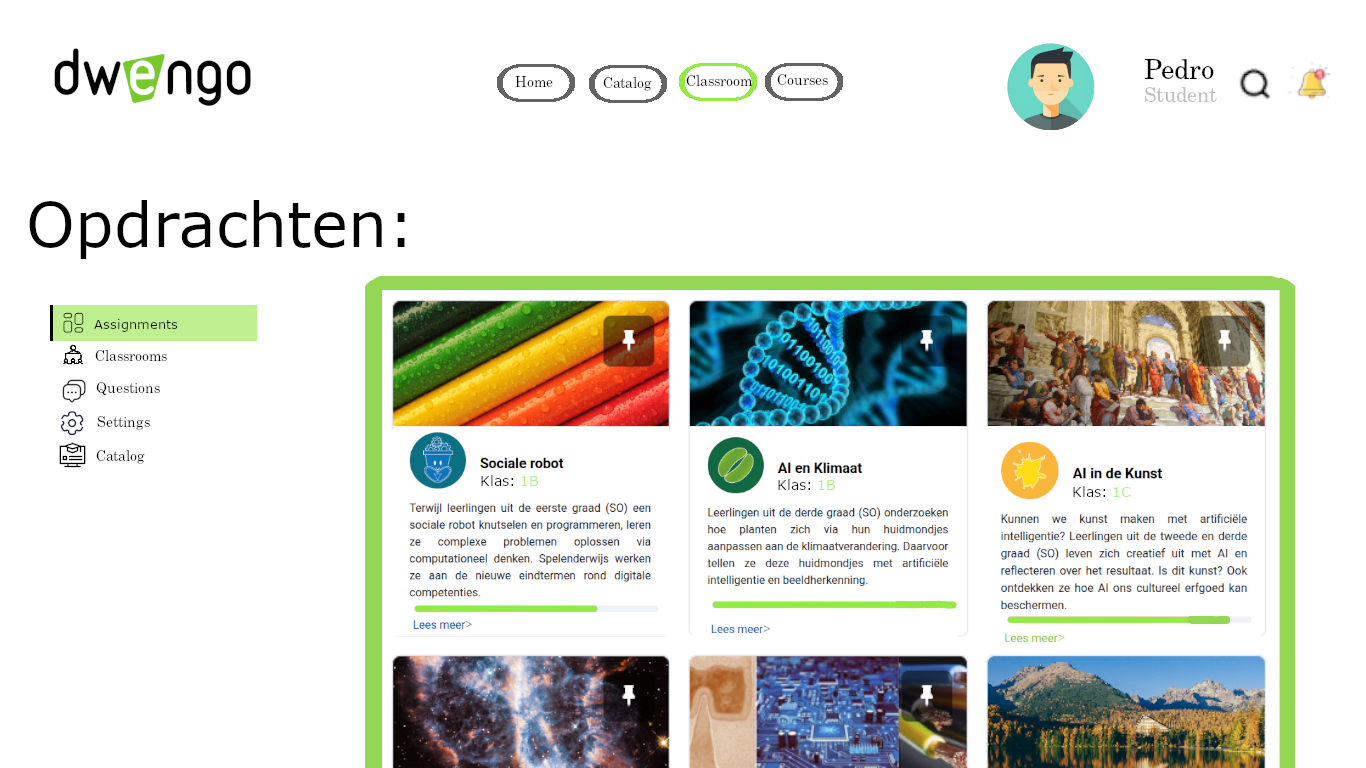 dwengo
Home
Catalog
Classroom
Courses
Pedro
Student
Opdrachten:
Assignments
Classrooms
Questions
Settings
Catalog
Sociale robot
Klas: 1B
Terwijl leerlingen uit de eerste graad (SO) een
sociale robot knutselen en programmeren, leren
ze complexe problemen oplossen via
computationeel denken. Spelenderwijs werken
ze aan de nieuwe eindtermen rond digitale
competenties.
Lees meer>
AI en Klimaat
Klas: 1B
Leerlingen uit de derde graad (SO) onderzoeken
hoe planten zich via hun huidmondjes
aanpassen aan de klimaatverandering. Daarvoor
tellen ze deze huidmondjes met artificiële
intelligentie en beeldherkenning.
Lees meer>
AI in de Kunst
Klas: 1C
Kunnen we kunst maken met artificiële
intelligentie? Leerlingen uit de tweede en derde
graad (SO) leven zich creatief uit met AI en
reflecteren over het resultaat. Is dit kunst? Ook
ontdekken ze hoe AI ons cultureel erfgoed kan
beschermen.
Lees meer>